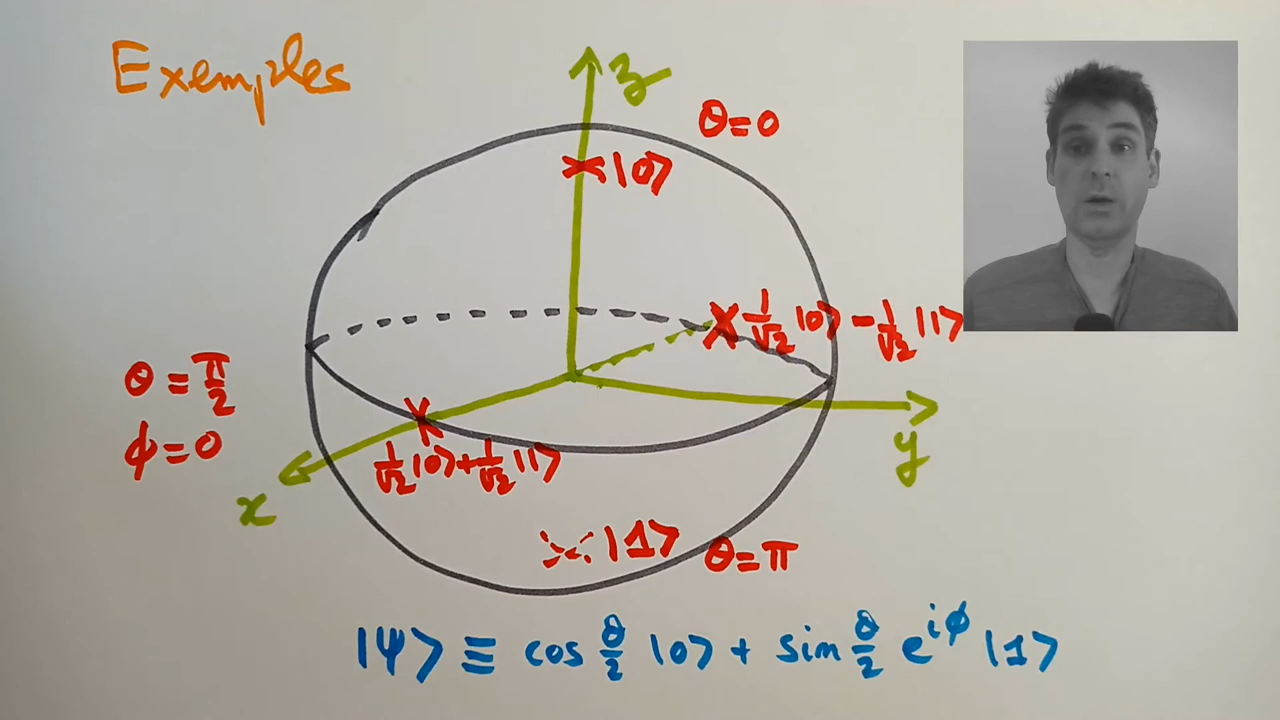 Exemples
z
θ=0
|0⟩
1/√2 |0⟩ - 1/√2 |1⟩
θ = π/2
ϕ = 0
1/√2 |0⟩ + 1/√2 |1⟩
x
y
|1⟩
θ=π
|Ψ⟩ ≡ cos θ/2 |0⟩ + sin θ/2 e^{iϕ} |1⟩